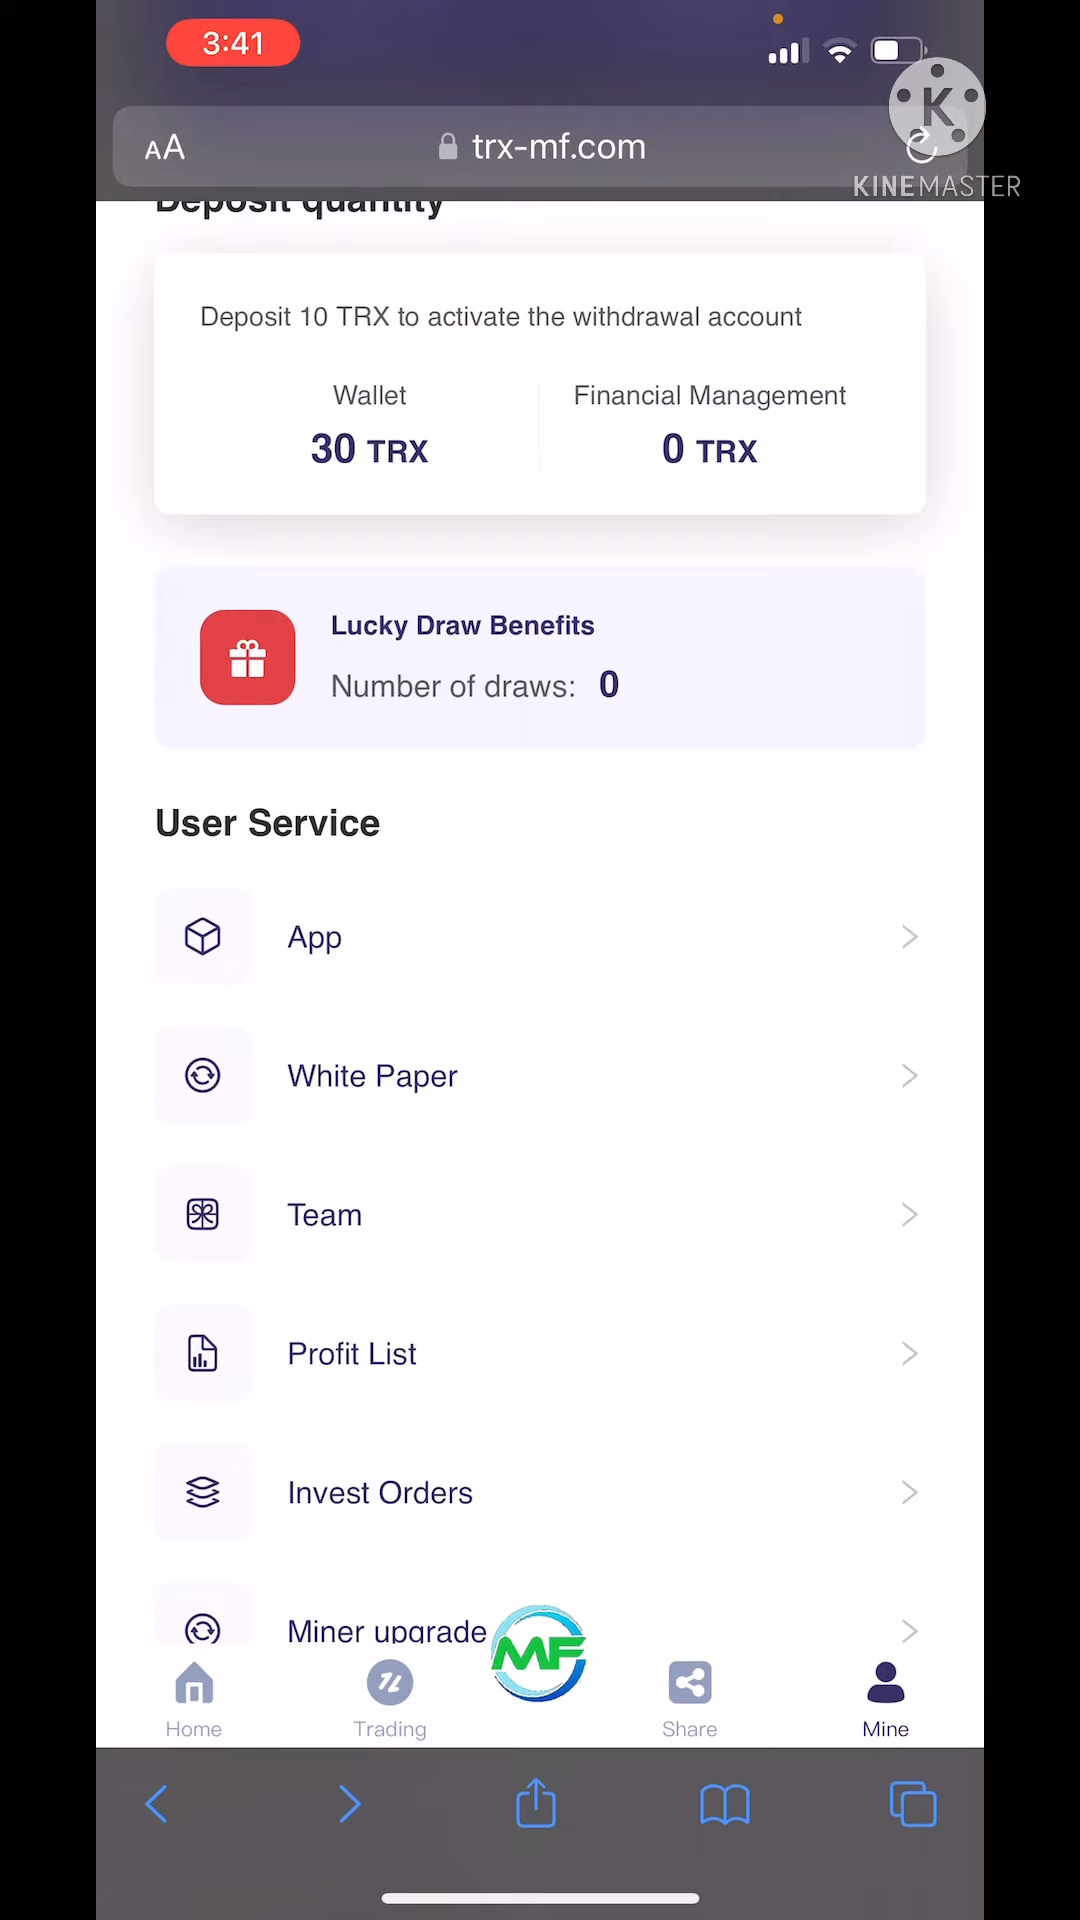 3:41
AA
trx-mf.com
K
KINEMASTER
Deposit quantity
Deposit 10 TRX to activate the withdrawal account
Wallet
Financial Management
30 TRX
0 TRX
Lucky Draw Benefits
Number of draws: 0
User Service
App
White Paper
Team
Profit List
Invest Orders
Miner upgrade
MF
Home
Trading
Share
Mine